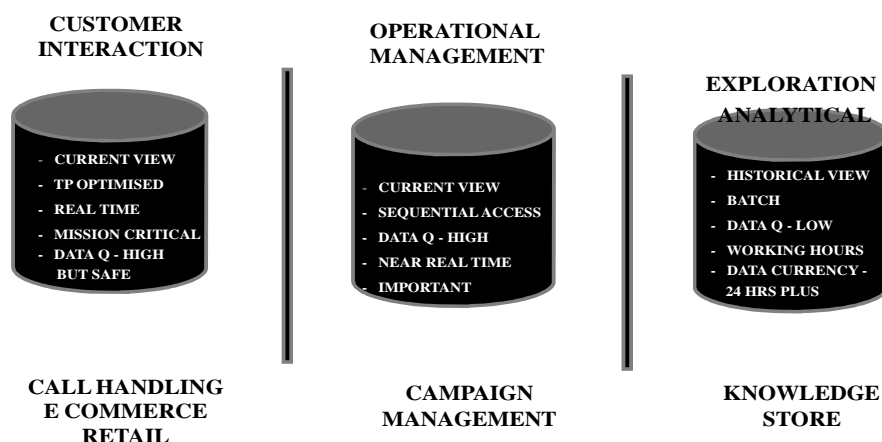 CUSTOMER
INTERACTION
- CURRENT VIEW
- TP OPTIMISED
- REAL TIME
- MISSION CRITICAL
- DATA Q - HIGH
BUT SAFE
CALL HANDLING
E COMMERCE
RETAIL
OPERATIONAL
MANAGEMENT
- CURRENT VIEW
- SEQUENTIAL ACCESS
- DATA Q - HIGH
- NEAR REAL TIME
- IMPORTANT
CAMPAIGN
MANAGEMENT
EXPLORATION
ANALYTICAL
- HISTORICAL VIEW
- BATCH
- DATA Q - LOW
- WORKING HOURS
- DATA CURRENCY -
24 HRS PLUS
KNOWLEDGE
STORE